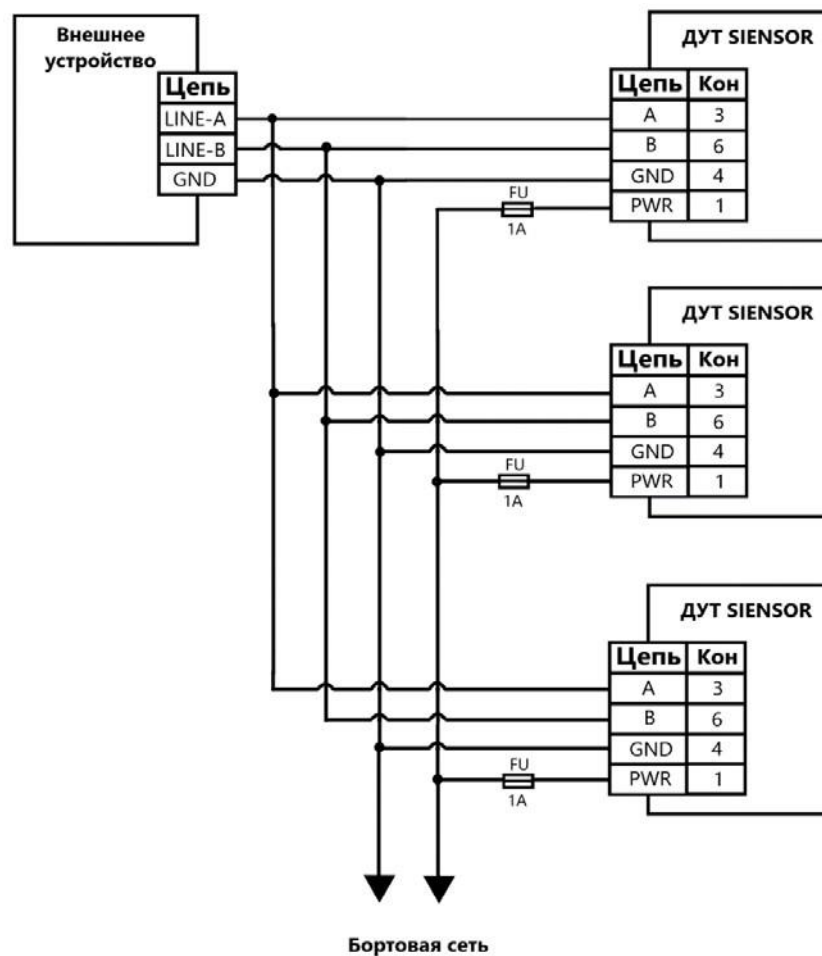 Внешнее
устройство
Цепь
LINE-A
LINE-B
GND
ДУТ SIENSOR
Цепь Кон
A 3
B 6
GND 4
PWR 1
FU
1A
ДУТ SIENSOR
Цепь Кон
A 3
B 6
GND 4
PWR 1
FU
1A
ДУТ SIENSOR
Цепь Кон
A 3
B 6
GND 4
PWR 1
FU
1A
Бортовая сеть